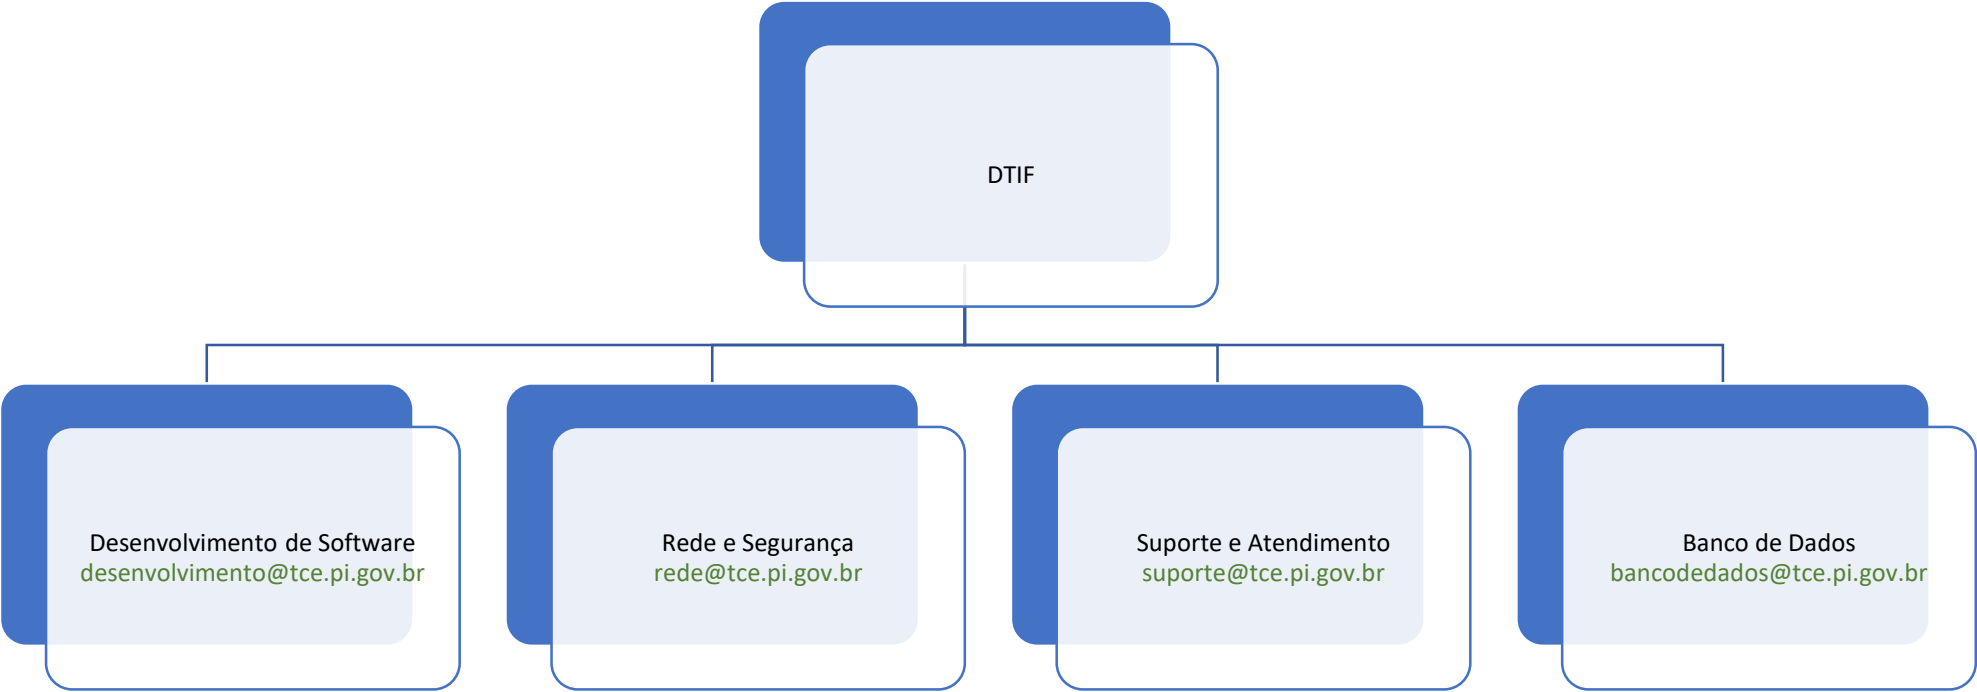 DTIF
Desenvolvimento de Software
desenvolvimento@tce.pi.gov.br
Rede e Segurança
rede@tce.pi.gov.br
Suporte e Atendimento
suporte@tce.pi.gov.br
Banco de Dados
bancodedados@tce.pi.gov.br